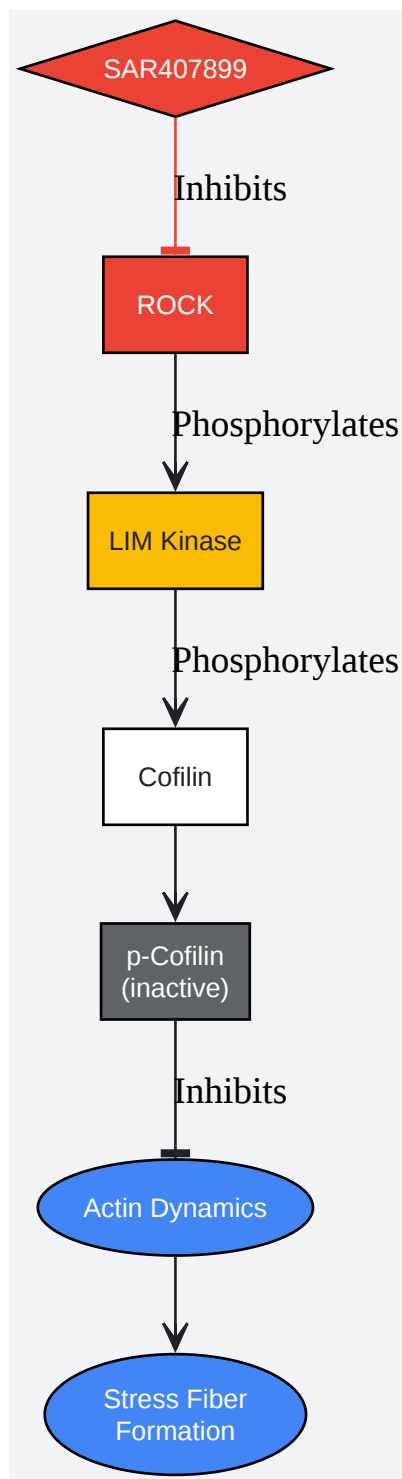 SAR407899
Inhibits
ROCK
Phosphorylates
LIM Kinase
Phosphorylates
Cofilin
p-Cofilin
(inactive)
Inhibits
Actin Dynamics
Stress Fiber
Formation